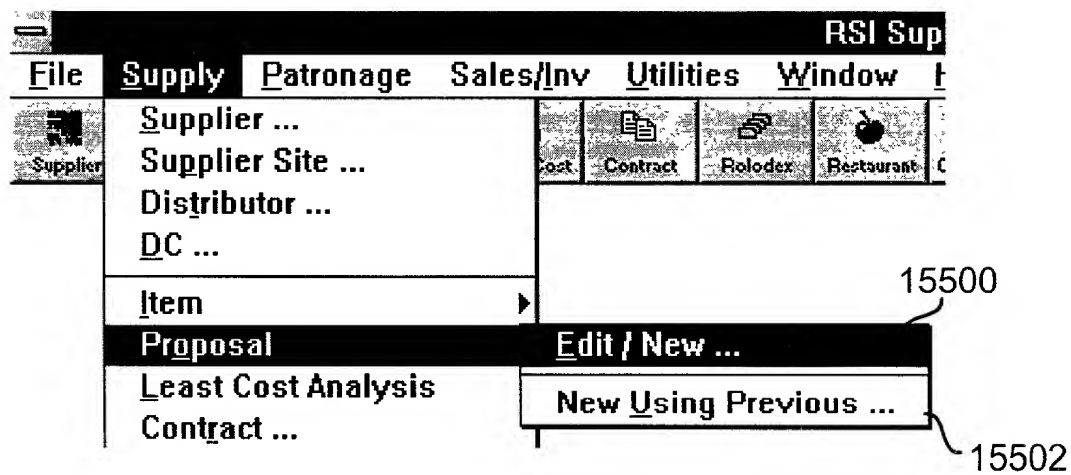 RSI Sup
File Supply Patronage Sales/Inv Utilities Window
Supplier ...
Supplier Site ...
Distributor ...
DC ...
Supplier Cost Contract Rolodex Restaurant
Item
15500
Proposal Edit / New ...
Least Cost Analysis
New Using Previous ...
Contract ...
15502